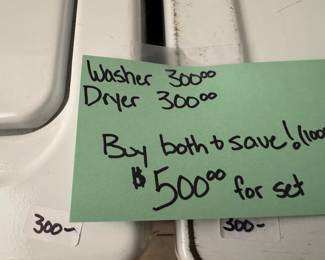 Washer 300⁰⁰
Dryer 300⁰⁰
Buy both to save! (100
$500⁰⁰ for set
300-
300-